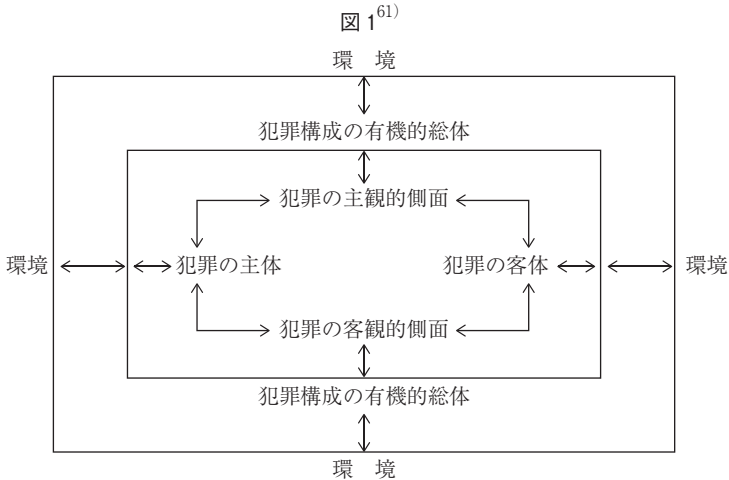 図 1⁶¹⁾
環　境
犯罪構成の有機的総体
犯罪の主観的側面
環境 犯罪の主体 犯罪の客体 環境
犯罪の客観的側面
犯罪構成の有機的総体
環　境